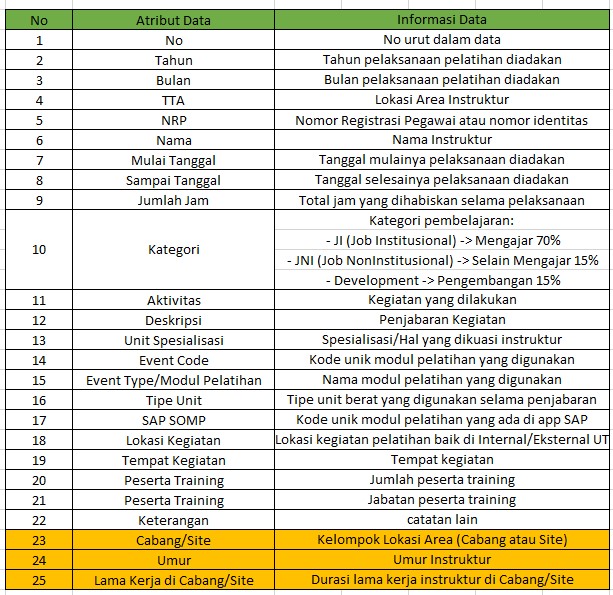 No Atribut Data Informasi Data
1 No No urut dalam data
2 Tahun Tahun pelaksanaan pelatihan diadakan
3 Bulan Bulan pelaksanaan pelatihan diadakan
4 TTA Lokasi Area Instruktur
5 NRP Nomor Registrasi Pegawai atau nomor identitas
6 Nama Nama Instruktur
7 Mulai Tanggal Tanggal mulainya pelaksanaan diadakan
8 Sampai Tanggal Tanggal selesainya pelaksanaan diadakan
9 Jumlah Jam Total jam yang dihabiskan selama pelaksanaan
10 Kategori Kategori pembelajaran:
- JI (Job Institusional) -> Mengajar 70%
- JNI (Job NonInstitusional) -> Selain Mengajar 15%
- Development -> Pengembangan 15%
11 Aktivitas Kegiatan yang dilakukan
12 Deskripsi Penjabaran Kegiatan
13 Unit Spesialisasi Spesialisasi/Hal yang dikuasi instruktur
14 Event Code Kode unik modul pelatihan yang digunakan
15 Event Type/Modul Pelatihan Nama modul pelatihan yang digunakan
16 Tipe Unit Tipe unit berat yang digunakan selama penjabaran
17 SAP SOMP Kode unik modul pelatihan yang ada di app SAP
18 Lokasi Kegiatan Lokasi kegiatan pelatihan baik di Internal/Eksternal UT
19 Tempat Kegiatan Tempat kegiatan
20 Peserta Training Jumlah peserta training
21 Peserta Training Jabatan peserta training
22 Keterangan catatan lain
23 Cabang/Site Kelompok Lokasi Area (Cabang atau Site)
24 Umur Umur Instruktur
25 Lama Kerja di Cabang/Site Durasi lama kerja instruktur di Cabang/Site